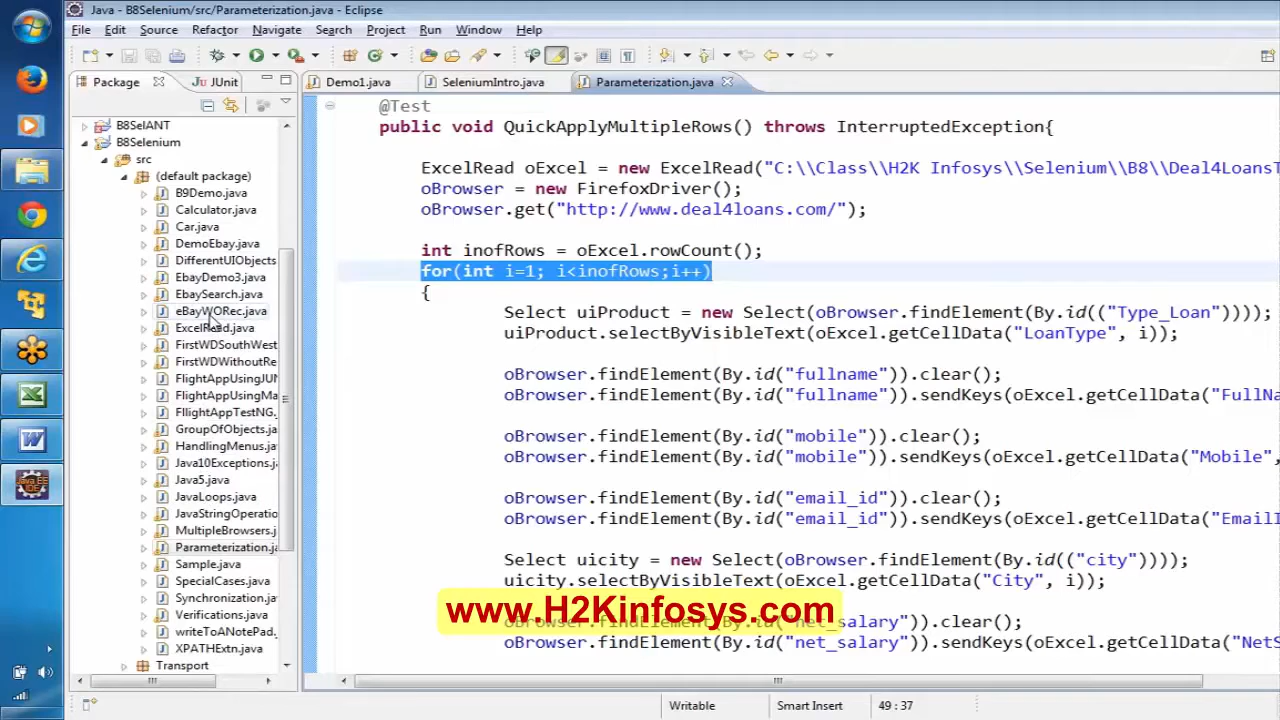 Java - B8Selenium/src/Parameterization.java - Eclipse
File Edit Source Refactor Navigate Search Project Run Window Help
Package JUnit Demo1.java SeleniumIntro.java Parameterization.java
B8SelANT
B8Selenium
src
(default package)
B9Demo.java
Calculator.java
Car.java
DemoEbay.java
DifferentUIObjects
EbayDemo3.java
EbaySearch.java
eBayWORec.java
ExcelRead.java
FirstWDSouthWest
FirstWDWithoutRe
FlightAppUsingJUN
FlightAppUsingMa
FIlightAppTestNG.
GroupOfObjects.ja
HandlingMenus.jav
Java10Exceptions.j
Java5.java
JavaLoops.java
JavaStringOperatio
MultipleBrowsers.j
Parameterization.ja
Sample.java
SpecialCases.java
Synchronization.jav
Verifications.java
writeToANotePad.
XPATHExtn.java
Transport
@Test
public void QuickApplyMultipleRows() throws InterruptedException{
ExcelRead oExcel = new ExcelRead("C:\\Class\\H2K Infosys\\Selenium\\B8\\Deal4LoansT
oBrowser = new FirefoxDriver();
oBrowser.get("http://www.deal4loans.com/");
int inofRows = oExcel.rowCount();
for(int i=1; i<inofRows;i++)
{
Select uiProduct = new Select(oBrowser.findElement(By.id(("Type_Loan"))));
uiProduct.selectByVisibleText(oExcel.getCellData("LoanType", i));
oBrowser.findElement(By.id("fullname")).clear();
oBrowser.findElement(By.id("fullname")).sendKeys(oExcel.getCellData("FullNa
oBrowser.findElement(By.id("mobile")).clear();
oBrowser.findElement(By.id("mobile")).sendKeys(oExcel.getCellData("Mobile",
oBrowser.findElement(By.id("email_id")).clear();
oBrowser.findElement(By.id("email_id")).sendKeys(oExcel.getCellData("EmailI
Select uicity = new Select(oBrowser.findElement(By.id(("city"))));
uicity.selectByVisibleText(oExcel.getCellData("City", i));
www.H2Kinfosys.com
oBrowser.findElement(By.id("net_salary")).clear();
oBrowser.findElement(By.id("net_salary")).sendKeys(oExcel.getCellData("NetS
Writable Smart Insert 49 : 37